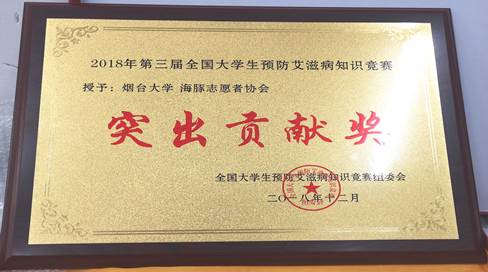 2018年第三届全国大学生预防艾滋病知识竞赛
授予：烟台大学 海豚志愿者协会
突出贡献奖
全国大学生预防艾滋病知识竞赛组委会
二〇一八年十二月